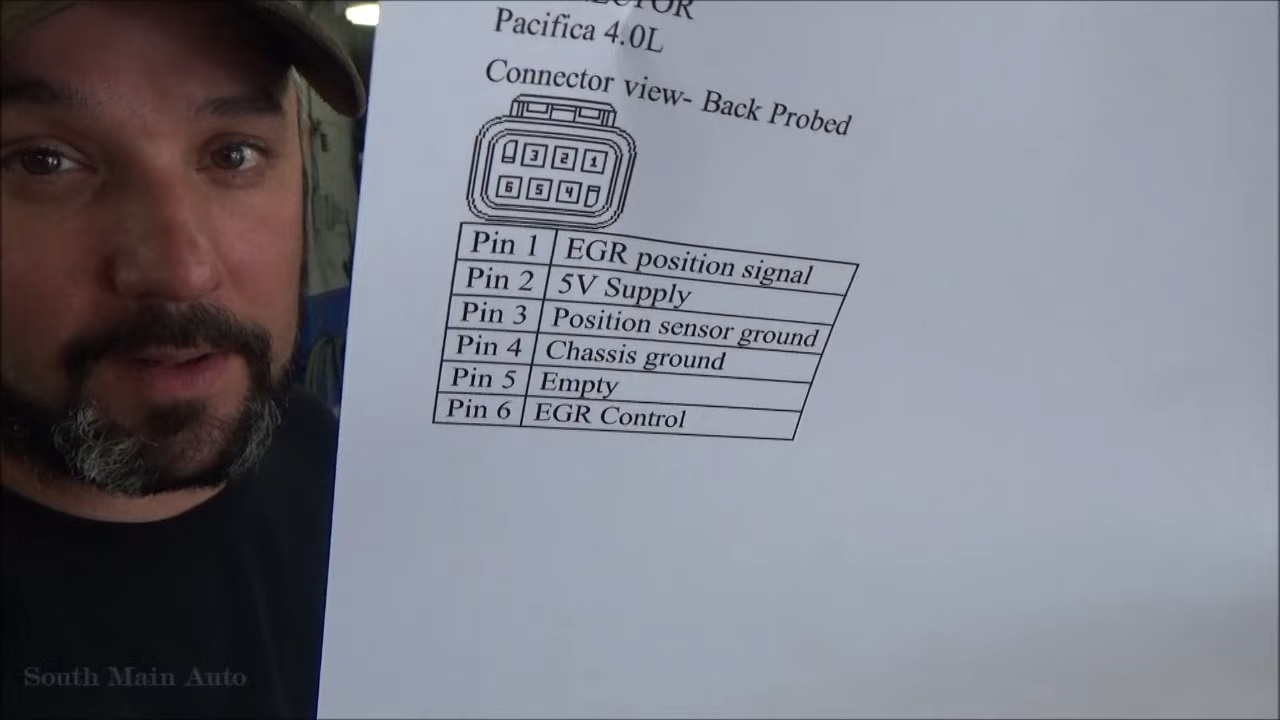 Pacifica 4.0L
Connector view- Back Probed
3 2 1
6 5 4
Pin 1 EGR position signal
Pin 2 5V Supply
Pin 3 Position sensor ground
Pin 4 Chassis ground
Pin 5 Empty
Pin 6 EGR Control
South Main Auto